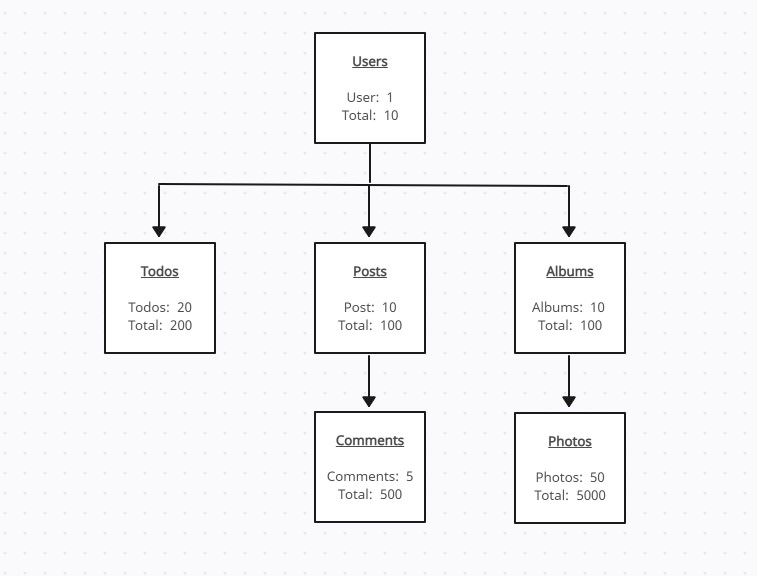 Users
User: 1
Total: 10
Todos
Todos: 20
Total: 200
Posts
Post: 10
Total: 100
Albums
Albums: 10
Total: 100
Comments
Comments: 5
Total: 500
Photos
Photos: 50
Total: 5000